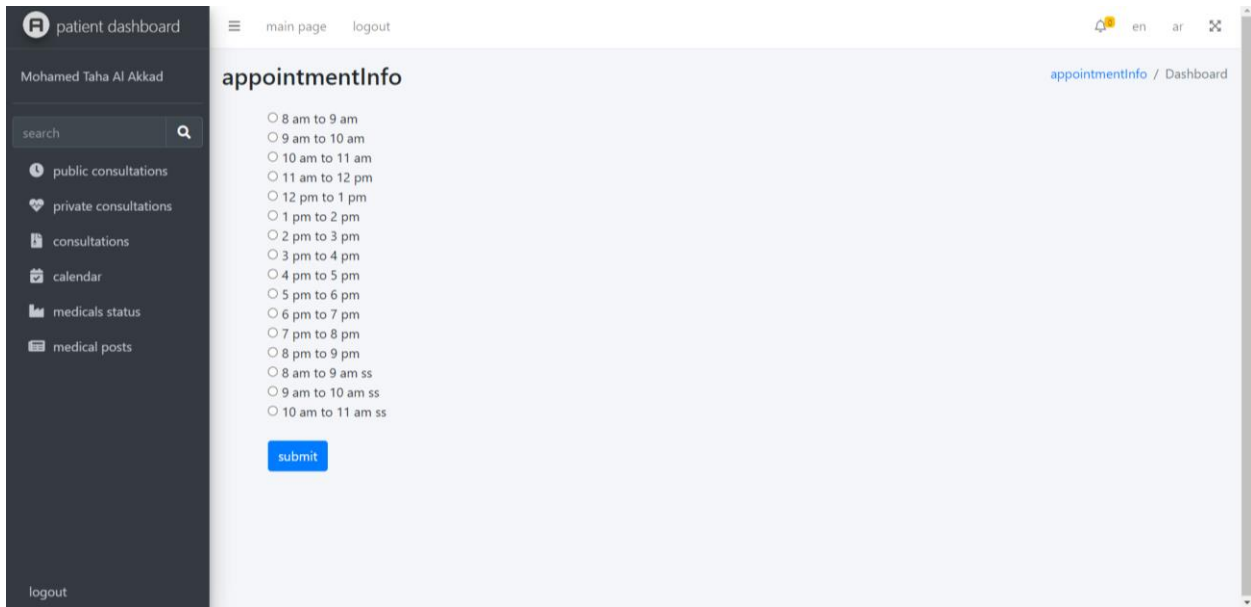 patient dashboard
Mohamed Taha Al Akkad
search
public consultations
private consultations
consultations
calendar
medicals status
medical posts
logout
main page logout
0 en ar
appointmentInfo
appointmentInfo / Dashboard
8 am to 9 am
9 am to 10 am
10 am to 11 am
11 am to 12 pm
12 pm to 1 pm
1 pm to 2 pm
2 pm to 3 pm
3 pm to 4 pm
4 pm to 5 pm
5 pm to 6 pm
6 pm to 7 pm
7 pm to 8 pm
8 pm to 9 pm
8 am to 9 am ss
9 am to 10 am ss
10 am to 11 am ss
submit